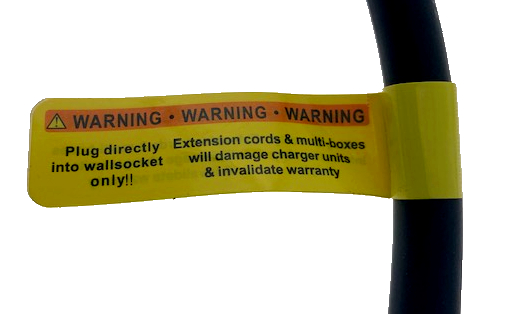 WARNING • WARNING • WARNING
Plug directly
into wallsocket
only!!
Extension cords & multi-boxes
will damage charger units
& invalidate warranty